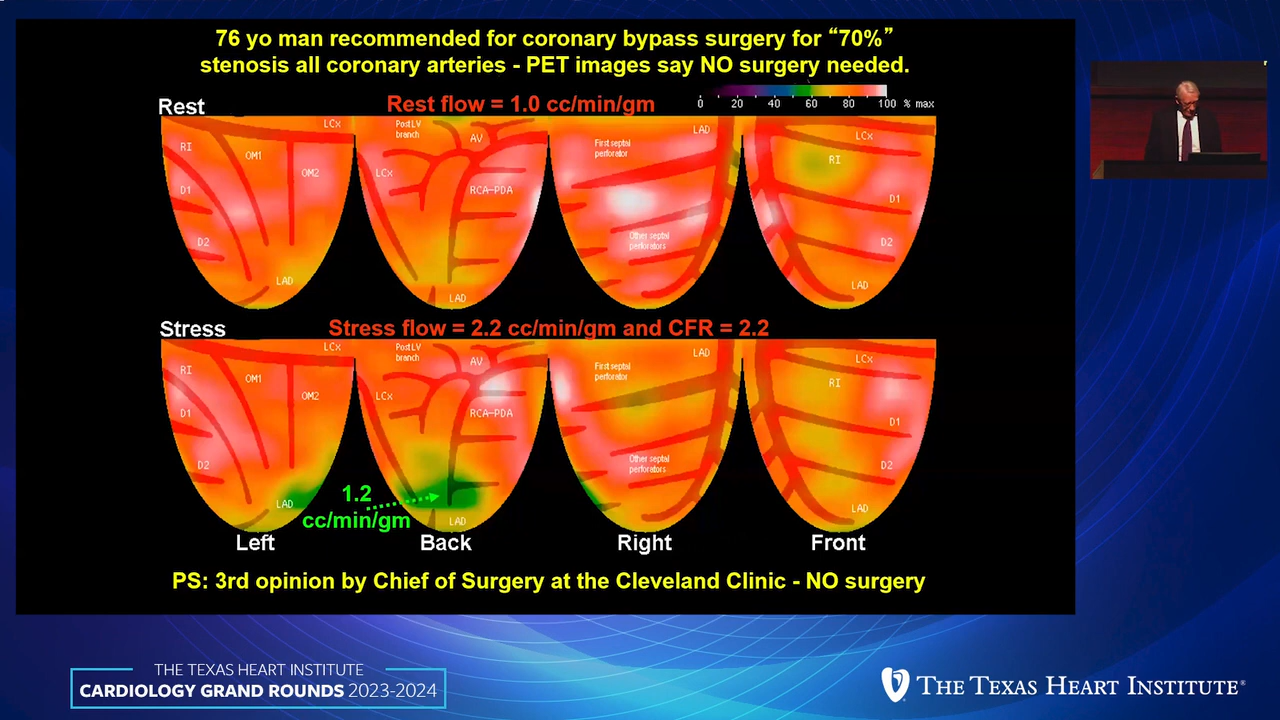 76 yo man recommended for coronary bypass surgery for “70%”
stenosis all coronary arteries - PET images say NO surgery needed.
Rest
Rest flow = 1.0 cc/min/gm
0 20 40 60 80 100 % max
LCx
RI
OM1
OM2
D1
D2
LAD
Post LV
branch
AV
LCx
RCA-PDA
LAD
LAD
First septal
perforator
Other septal
perforators
LCx
RI
D1
D2
LAD
Stress
Stress flow = 2.2 cc/min/gm and CFR = 2.2
LCx
RI
OM1
OM2
D1
D2
LAD
Post LV
branch
AV
LCx
RCA-PDA
LAD
LAD
First septal
perforator
Other septal
perforators
LCx
RI
D1
D2
LAD
1.2
cc/min/gm
Left
Back
Right
Front
PS: 3rd opinion by Chief of Surgery at the Cleveland Clinic - NO surgery
THE TEXAS HEART INSTITUTE
CARDIOLOGY GRAND ROUNDS 2023-2024
THE TEXAS HEART INSTITUTE®